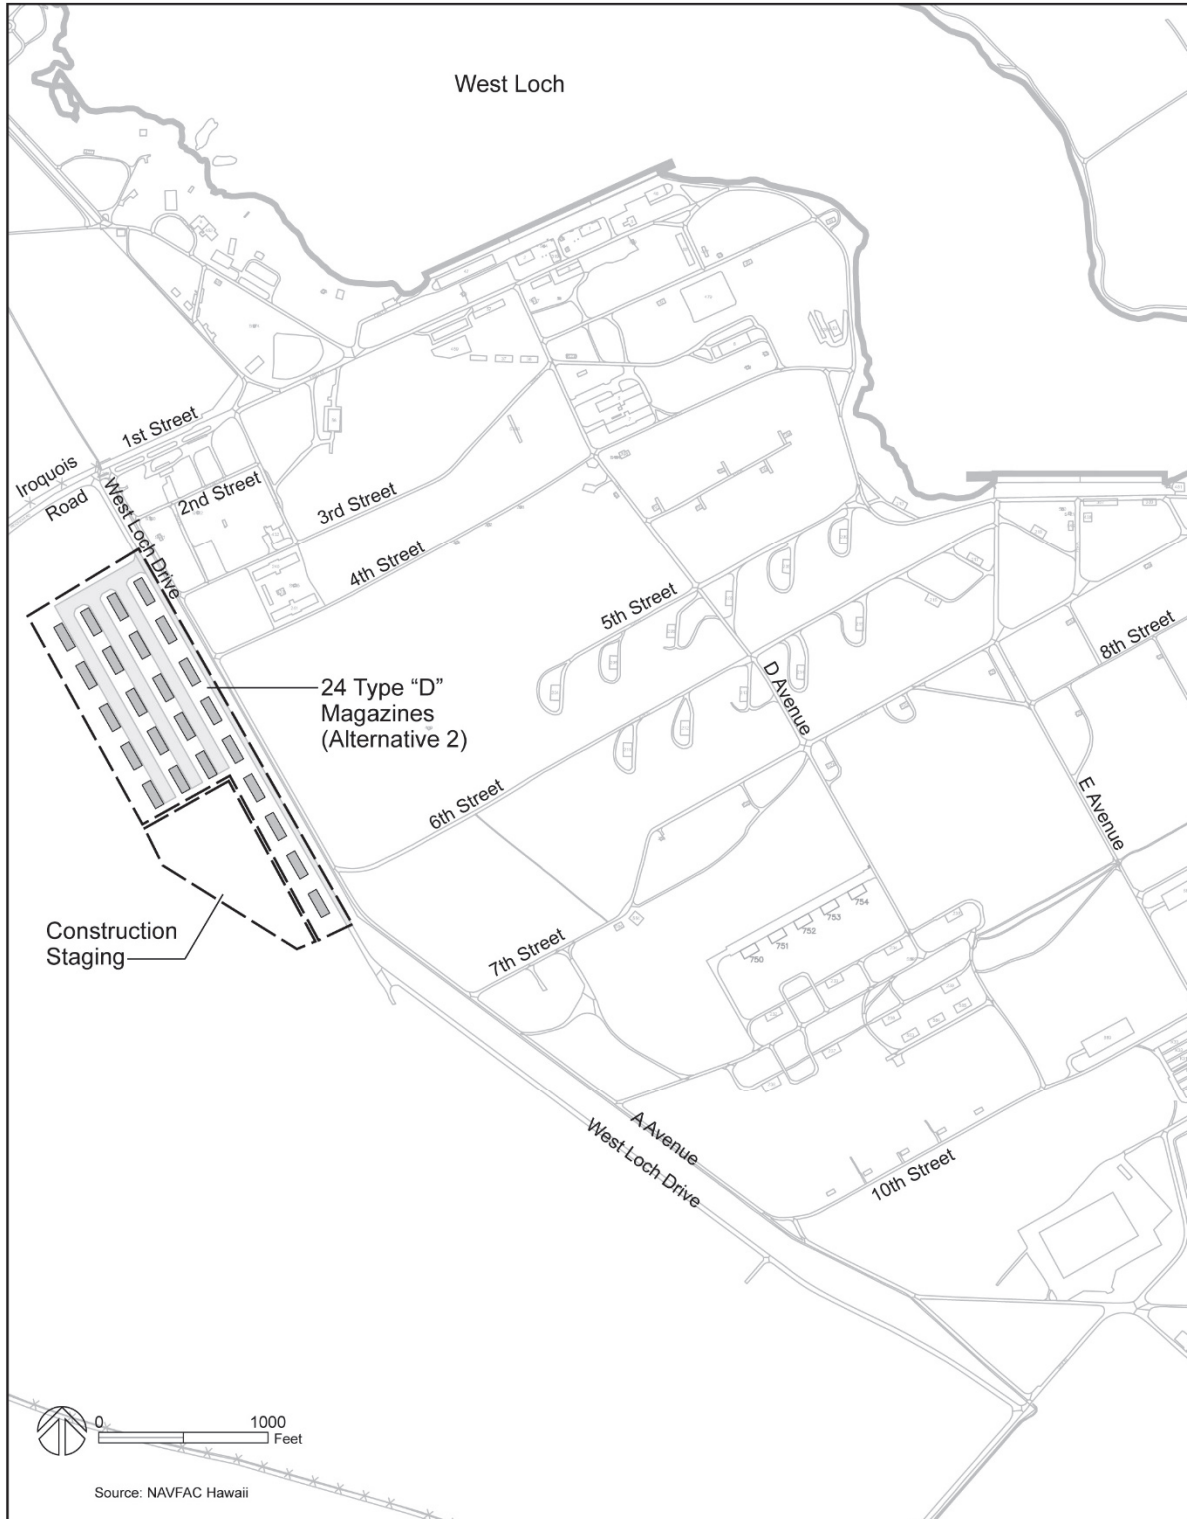 West Loch
1st Street
Iroquois
Road
West Loch Drive
2nd Street
3rd Street
4th Street
5th Street
8th Street
24 Type “D”
Magazines
(Alternative 2)
D Avenue
6th Street
E Avenue
Construction
Staging
754
753
752
751
750
7th Street
A Avenue
West Loch Drive
10th Street
0
1000
Feet
Source: NAVFAC Hawaii